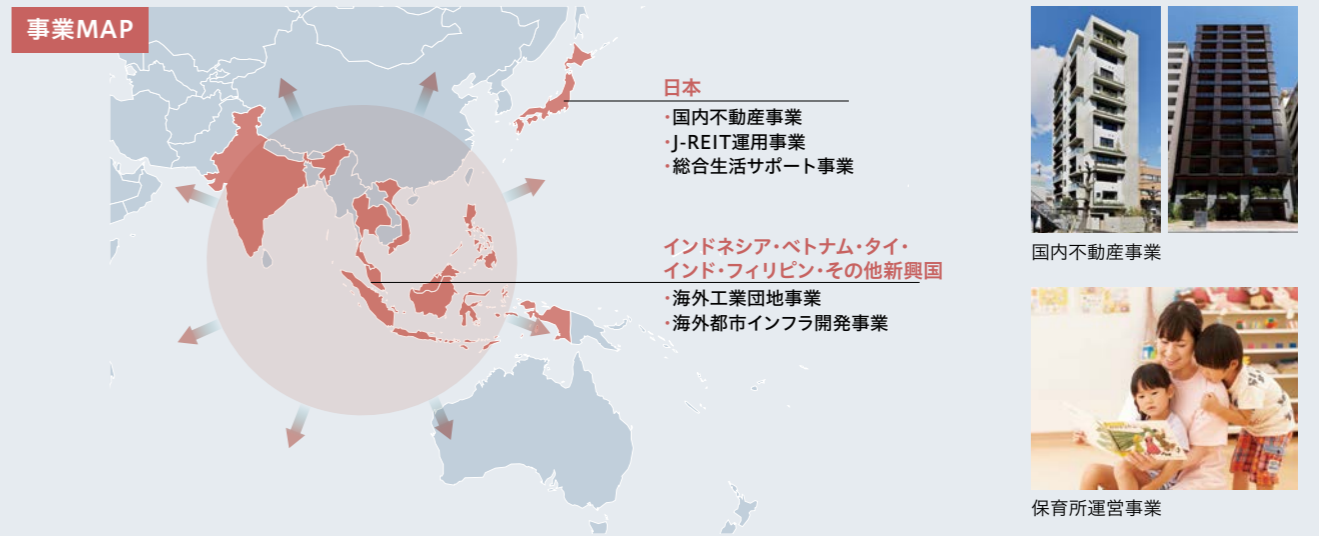 事業MAP
日本
・国内不動産事業
・J-REIT運用事業
・総合生活サポート事業
インドネシア・ベトナム・タイ・
インド・フィリピン・その他新興国
・海外工業団地事業
・海外都市インフラ開発事業
国内不動産事業
保育所運営事業